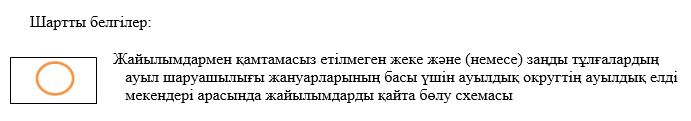 Шартты белгілер:
Жайылымдармен қамтамасыз етілмеген жеке және (немесе) заңды тұлғалардың
ауыл шаруашылығы жануарларының басы үшін ауылдық округтің ауылдық елді
мекендері арасында жайылымдарды қайта бөлу схемасы